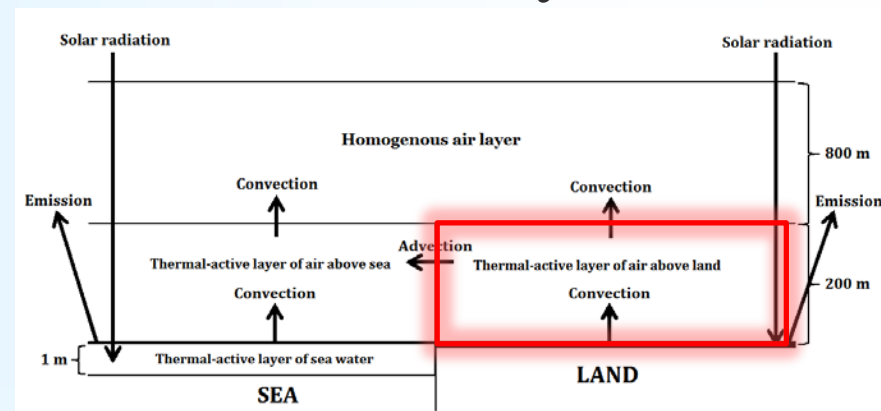 Solar radiation
Solar radiation
Homogenous air layer
800 m
Convection
Convection
Emission
Emission
Advection
Thermal-active layer of air above sea
Thermal-active layer of air above land
200 m
Convection
Convection
1 m
Thermal-active layer of sea water
LAND
SEA